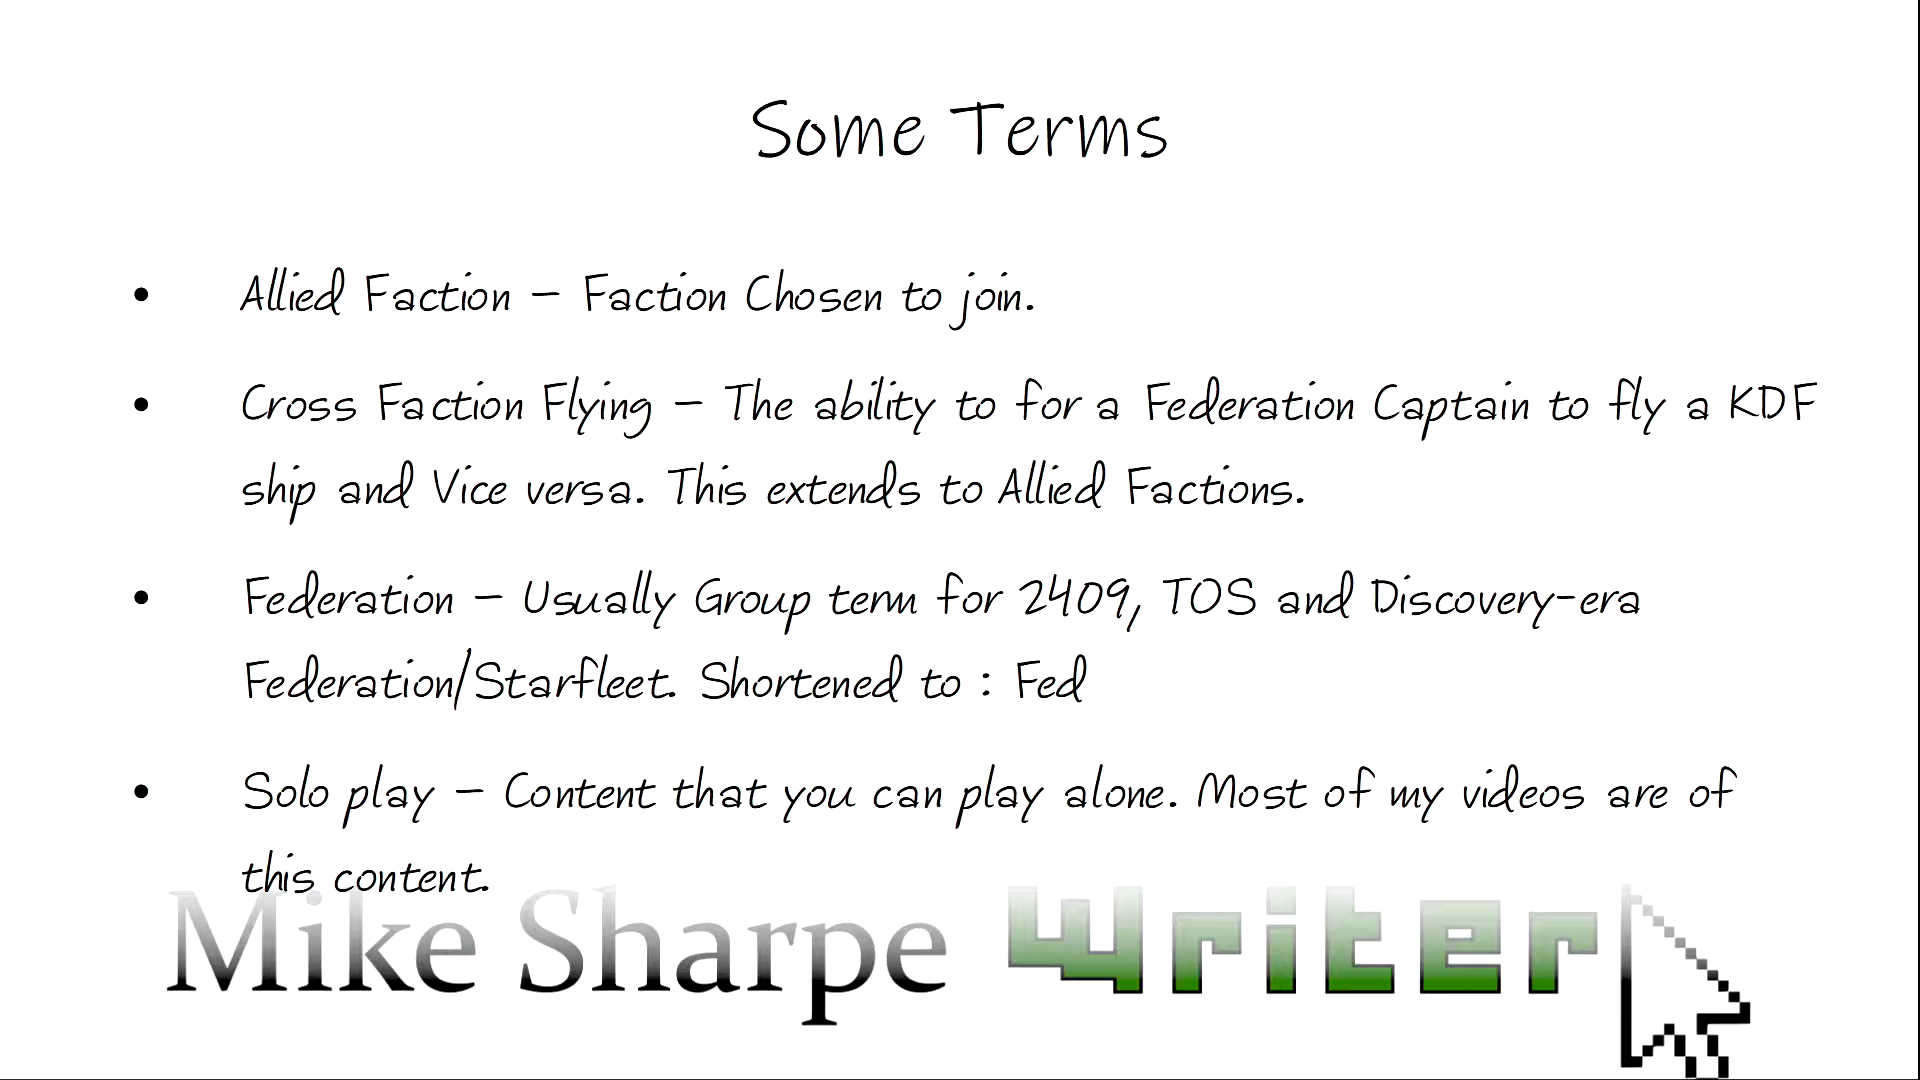 Some Terms
• Allied Faction – Faction Chosen to join.
• Cross Faction Flying – The ability to for a Federation Captain to fly a KDF
ship and Vice versa. This extends to Allied Factions.
• Federation – Usually Group term for 2409, TOS and Discovery-era
Federation/Starfleet. Shortened to : Fed
• Solo play – Content that you can play alone. Most of my videos are of
this content.
Mike Sharpe Writer